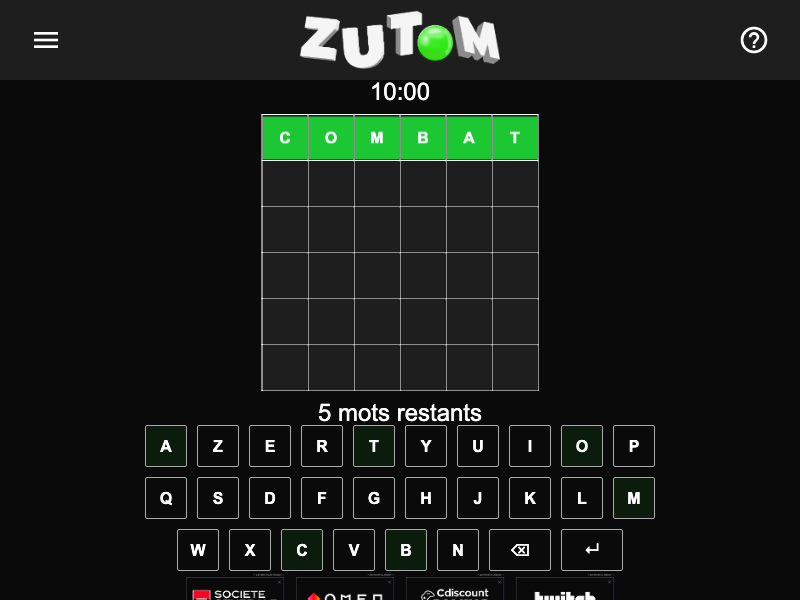 ZUTOM
10:00
C O M B A T
5 mots restants
A Z E R T Y U I O P
Q S D F G H J K L M
W X C V B N
SOCIETE
OMEN
Cdiscount
twitch